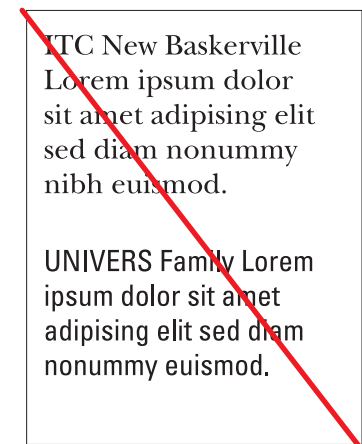 ITC New Baskerville
Lorem ipsum dolor
sit amet adipising elit
sed diam nonummy
nibh euismod.
UNIVERS Family Lorem
ipsum dolor sit amet
adipising elit sed diam
nonummy euismod.